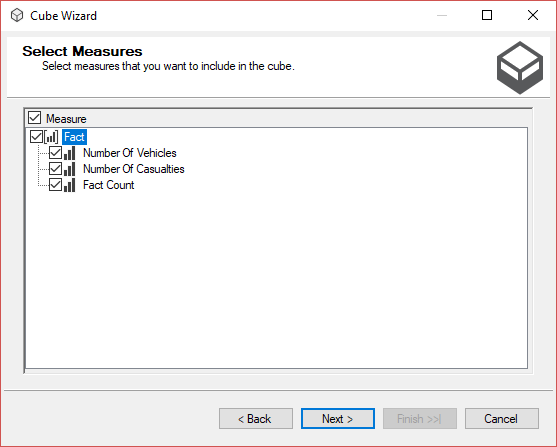 Cube Wizard
Select Measures
Select measures that you want to include in the cube.
Measure
Fact
Number Of Vehicles
Number Of Casualties
Fact Count
< Back
Next >
Finish >>|
Cancel